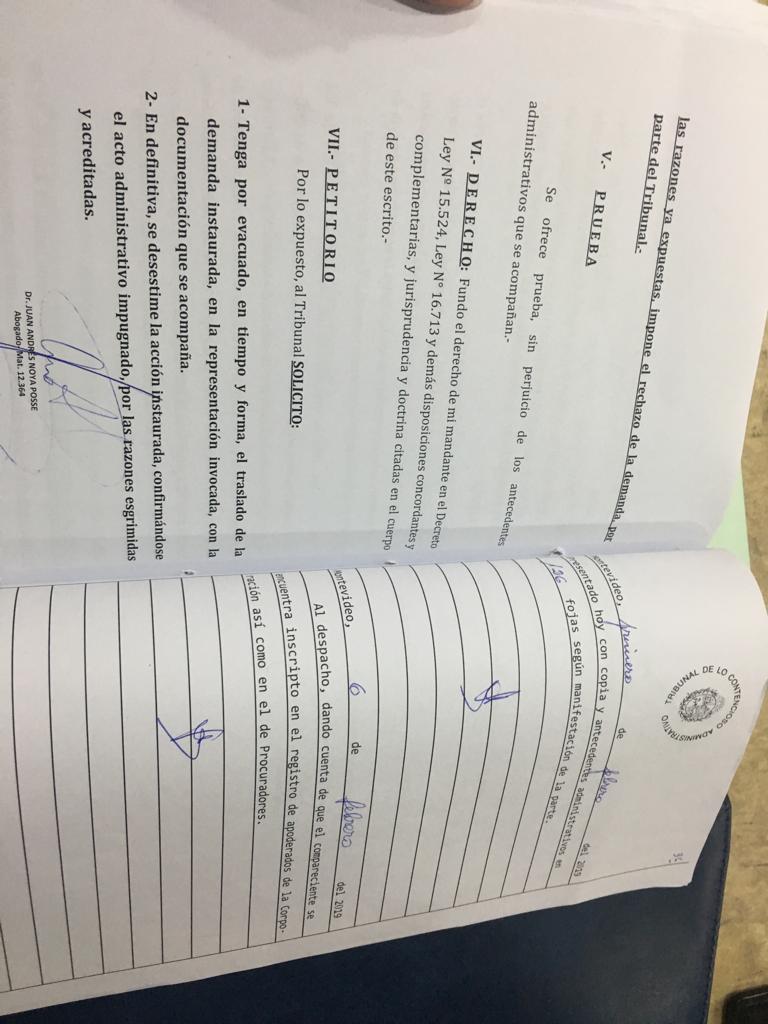 las razones ya expuestas, impone el rechazo de la demanda, por
parte del Tribunal.-
V.- PRUEBA
Se ofrece prueba, sin perjuicio de los antecedentes
administrativos que se acompañan.-
VI.- DERECHO: Fundo el derecho de mi mandante en el Decreto
Ley Nº 15.524, Ley N° 16.713 y demás disposiciones concordantes y
complementarias, y jurisprudencia y doctrina citadas en el cuerpo
de este escrito.-
VII.- PETITORIO
Por lo expuesto, al Tribunal SOLICITO:
1- Tenga por evacuado, en tiempo y forma, el traslado de la
demanda instaurada, en la representación invocada, con la
documentación que se acompaña.
2- En definitiva, se desestime la acción instaurada, confirmándose
el acto administrativo impugnado, por las razones esgrimidas
y acreditadas.
Dr. JUAN ANDRÉS NOYA POSSE
Abogado Mat. 12.364
TRIBUNAL DE LO CONTENCIOSO ADMINISTRATIVO
Montevideo, primero de febrero del 2019
presentado hoy con copia y antecedentes administrativos en
126 fojas según manifestación de la parte.
Montevideo, 6 de febrero del 2019
Al despacho, dando cuenta de que el compareciente se
encuentra inscripto en el registro de apoderados de la Corpo-
ración así como en el de Procuradores.